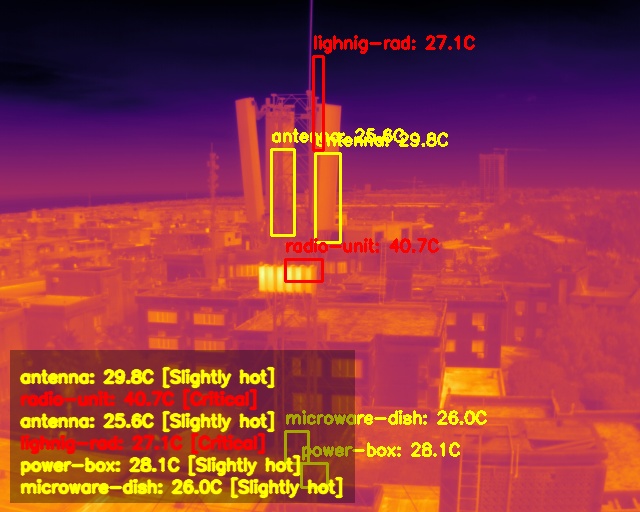 lighnig-rad: 27.1C
antenna: 25.6C
antenna: 29.8C
radio-unit: 40.7C
microware-dish: 26.0C
power-box: 28.1C
antenna: 29.8C [Slightly hot]
radio-unit: 40.7C [Critical]
antenna: 25.6C [Slightly hot]
lighnig-rad: 27.1C [Critical]
power-box: 28.1C [Slightly hot]
microware-dish: 26.0C [Slightly hot]